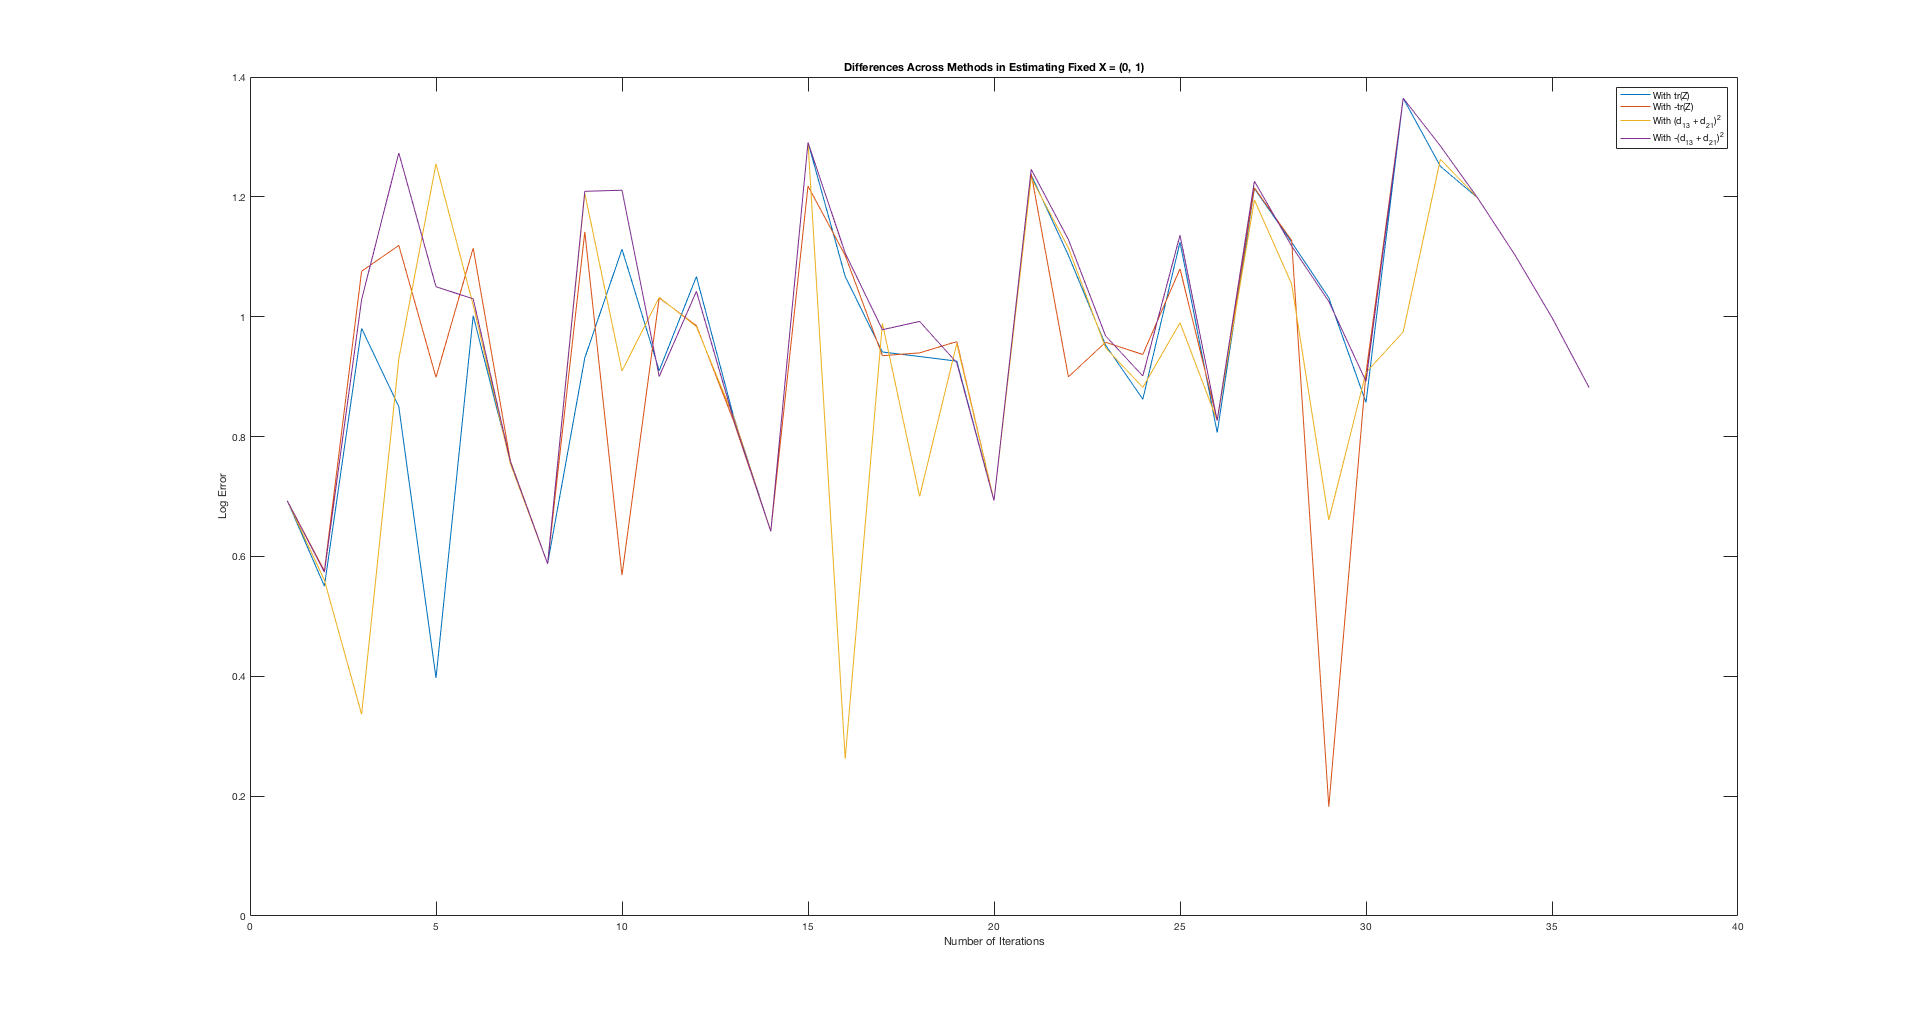 Differences Across Methods in Estimating Fixed X = (0, 1)
1.4
1.2
1
0.8
0.6
0.4
0.2
0
Log Error
With tr(Z)
With -tr(Z)
With (d13 + d21)2
With -(d13 + d21)2
0 5 10 15 20 25 30 35 40
Number of Iterations